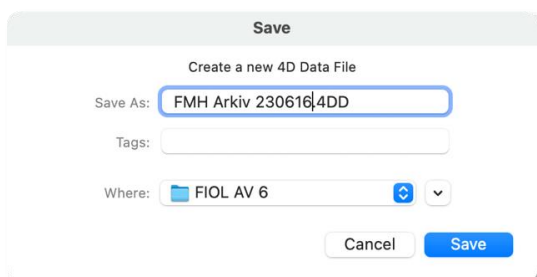 Save
Create a new 4D Data File
Save As: FMH Arkiv 230616.4DD
Tags:
Where: FIOL AV 6
Cancel Save